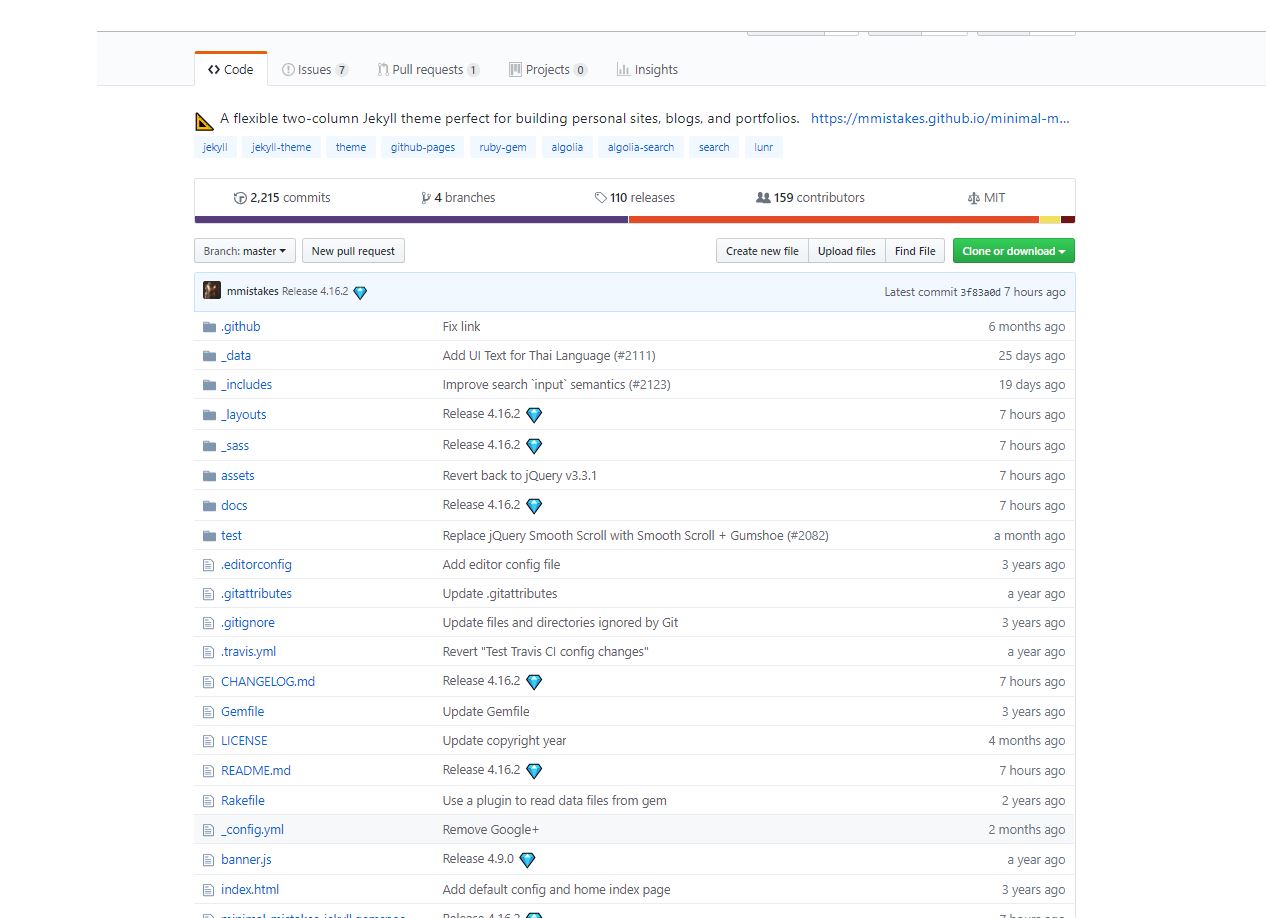 Code Issues 7 Pull requests 1 Projects 0 Insights
A flexible two-column Jekyll theme perfect for building personal sites, blogs, and portfolios. https://mmistakes.github.io/minimal-m...
jekyll jekyll-theme theme github-pages ruby-gem algolia algolia-search search lunr
2,215 commits 4 branches 110 releases 159 contributors MIT
Branch: master New pull request Create new file Upload files Find File Clone or download
mmistakes Release 4.16.2 Latest commit 3f83a0d 7 hours ago
.github Fix link 6 months ago
_data Add UI Text for Thai Language (#2111) 25 days ago
_includes Improve search `input` semantics (#2123) 19 days ago
_layouts Release 4.16.2 7 hours ago
_sass Release 4.16.2 7 hours ago
assets Revert back to jQuery v3.3.1 7 hours ago
docs Release 4.16.2 7 hours ago
test Replace jQuery Smooth Scroll with Smooth Scroll + Gumshoe (#2082) a month ago
.editorconfig Add editor config file 3 years ago
.gitattributes Update .gitattributes a year ago
.gitignore Update files and directories ignored by Git 3 years ago
.travis.yml Revert "Test Travis CI config changes" a year ago
CHANGELOG.md Release 4.16.2 7 hours ago
Gemfile Update Gemfile 3 years ago
LICENSE Update copyright year 4 months ago
README.md Release 4.16.2 7 hours ago
Rakefile Use a plugin to read data files from gem 2 years ago
_config.yml Remove Google+ 2 months ago
banner.js Release 4.9.0 a year ago
index.html Add default config and home index page 3 years ago
minimal-mistakes-jekyll.gemspec Release 4.16.2 7 hours ago